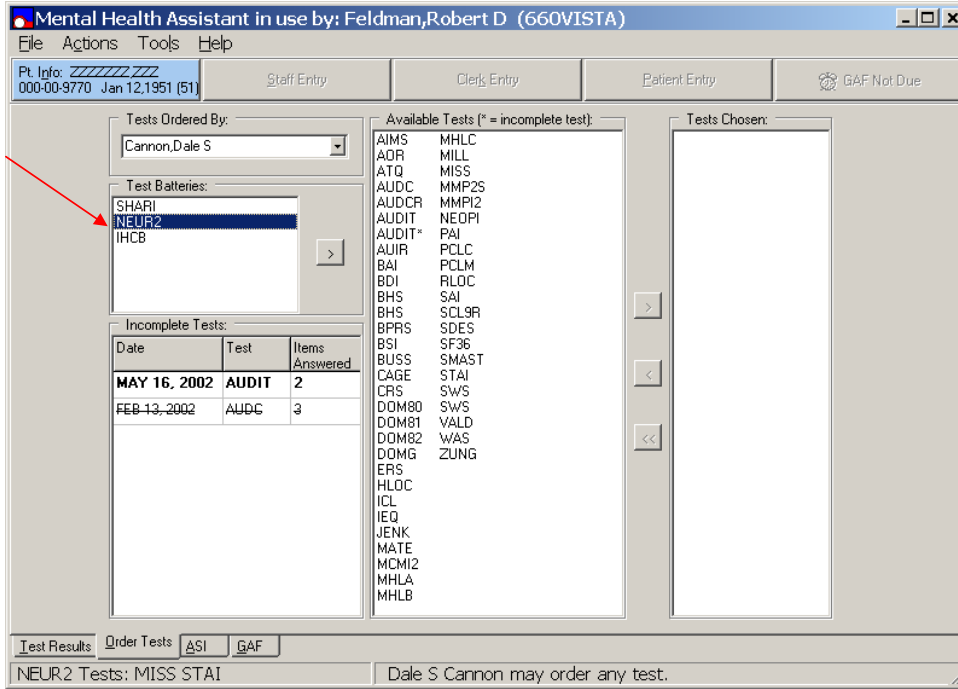 Mental Health Assistant in use by: Feldman,Robert D (660VISTA)
File Actions Tools Help
Pt. Info: ZZZZZZZ,ZZZ
000-00-9770 Jan 12,1951 (51)
Staff Entry
Clerk Entry
Patient Entry
GAF Not Due
Tests Ordered By:
Cannon,Dale S
Test Batteries:
SHARI
NEUR2
IHCB
>
Incomplete Tests:
Date Test Items Answered
MAY 16, 2002 AUDIT 2
FEB 13, 2002 AUDC 3
Available Tests (* = incomplete test):
AIMS MHLC
AOR MILL
ATQ MISS
AUDC MMP2S
AUDCR MMPI2
AUDIT NEOPI
AUDIT* PAI
AUIR PCLC
BAI PCLM
BDI RLOC
BHS SAI
BHS SCL9R
BPRS SDES
BSI SF36
BUSS SMAST
CAGE STAI
CRS SWS
DOM80 SWS
DOM81 VALD
DOM82 WAS
DOMG ZUNG
ERS
HLOC
ICL
IEQ
JENK
MATE
MCMI2
MHLA
MHLB
>
<
<<
Tests Chosen:
Test Results Order Tests ASI GAF
NEUR2 Tests: MISS STAI
Dale S Cannon may order any test.